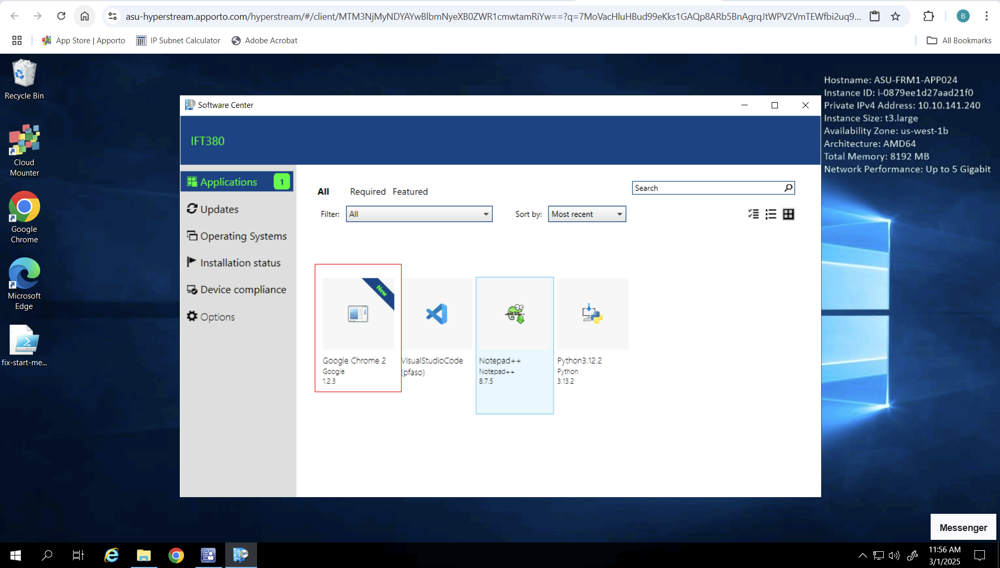 asu-hyperstream.apporto.com/hyperstream/#/client/MTM3NjMyNDYAYwBlbmNyeXB0ZWR1cmwtamRiYw==?q=7MoVacHluHBud99eKks1GAQp8ARb5BnAgrqJtWPV2VmTEWfbi2uq9...
B
App Store | Apporto
IP Subnet Calculator
Adobe Acrobat
All Bookmarks
Recycle Bin
Cloud
Mounter
Google
Chrome
Microsoft
Edge
fix-start-me...
Hostname: ASU-FRM1-APP024
Instance ID: i-0879ee1d27aad21f0
Private IPv4 Address: 10.10.141.240
Instance Size: t3.large
Availability Zone: us-west-1b
Architecture: AMD64
Total Memory: 8192 MB
Network Performance: Up to 5 Gigabit
Software Center
IFT380
Applications
1
Updates
Operating Systems
Installation status
Device compliance
Options
All
Required
Featured
Search
Filter:
All
Sort by:
Most recent
New
Google Chrome 2
Google
1.2.3
VisualStudioCode
(pfaso)
Notepad++
Notepad++
8.7.5
Python3.12.2
Python
3.13.2
Messenger
11:56 AM
3/1/2025